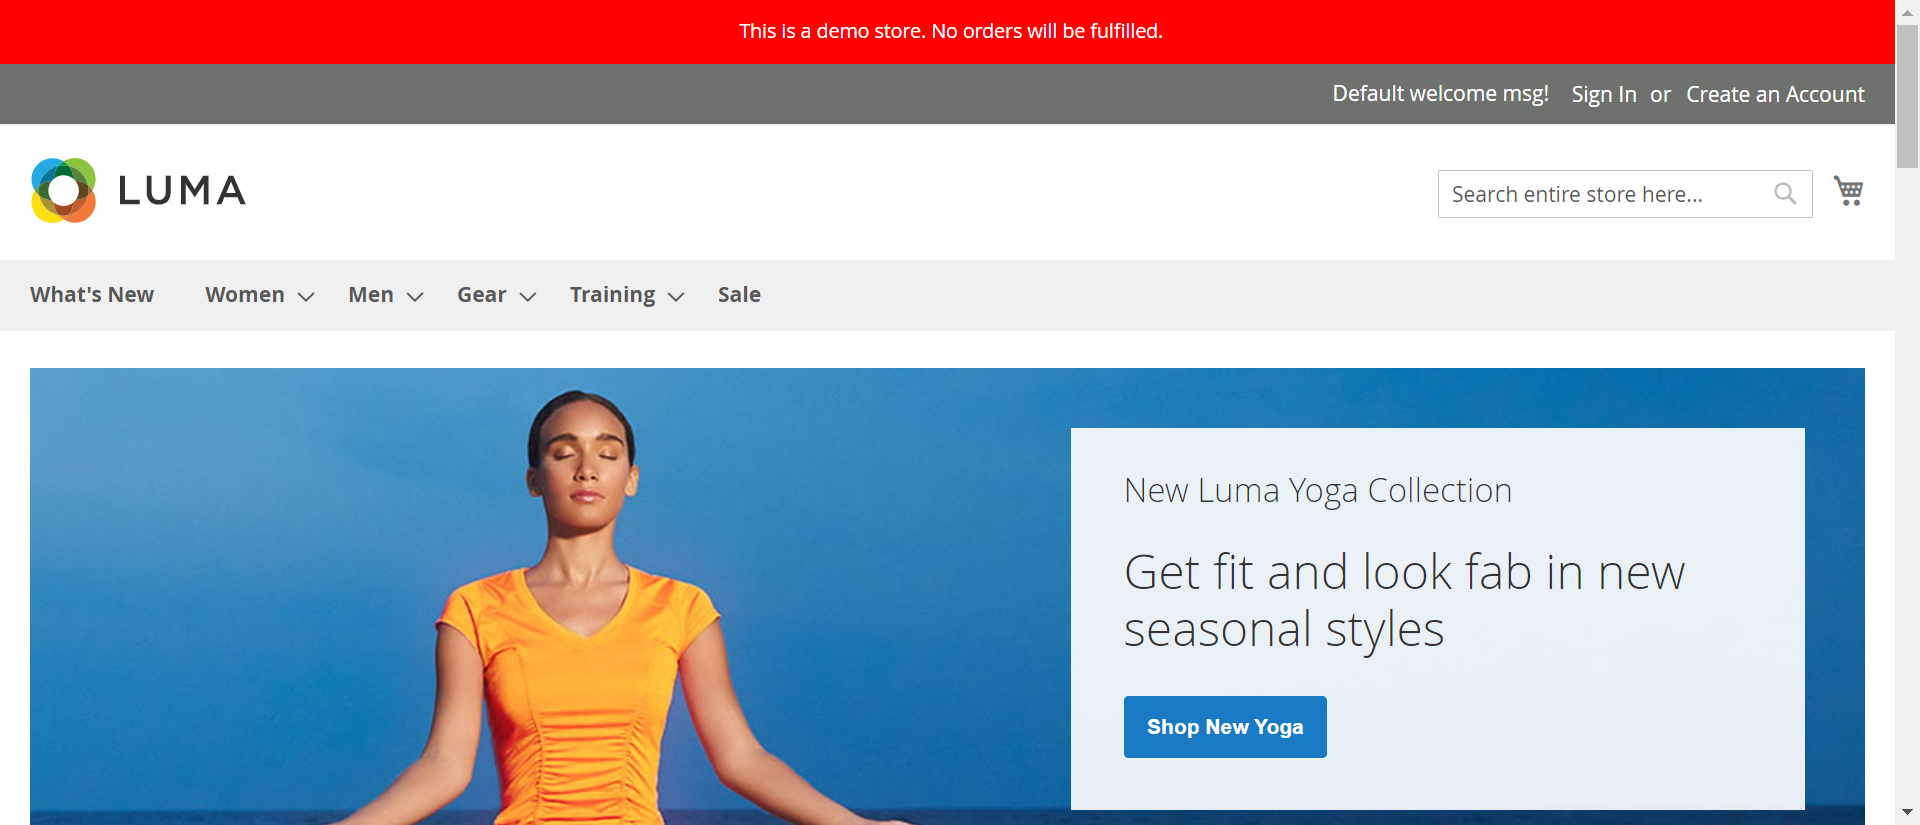 This is a demo store. No orders will be fulfilled.
Default welcome msg! Sign In or Create an Account
LUMA
Search entire store here...
What's New Women Men Gear Training Sale
New Luma Yoga Collection
Get fit and look fab in new
seasonal styles
Shop New Yoga